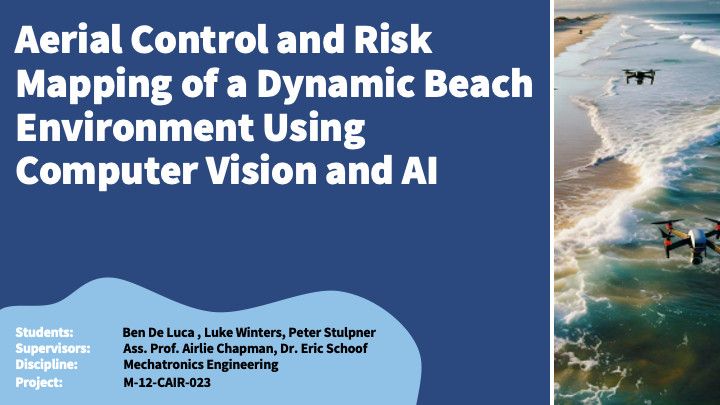 Aerial Control and Risk
Mapping of a Dynamic Beach
Environment Using
Computer Vision and AI
Students: Ben De Luca , Luke Winters, Peter Stulpner
Supervisors: Ass. Prof. Airlie Chapman, Dr. Eric Schoof
Discipline: Mechatronics Engineering
Project: M-12-CAIR-023